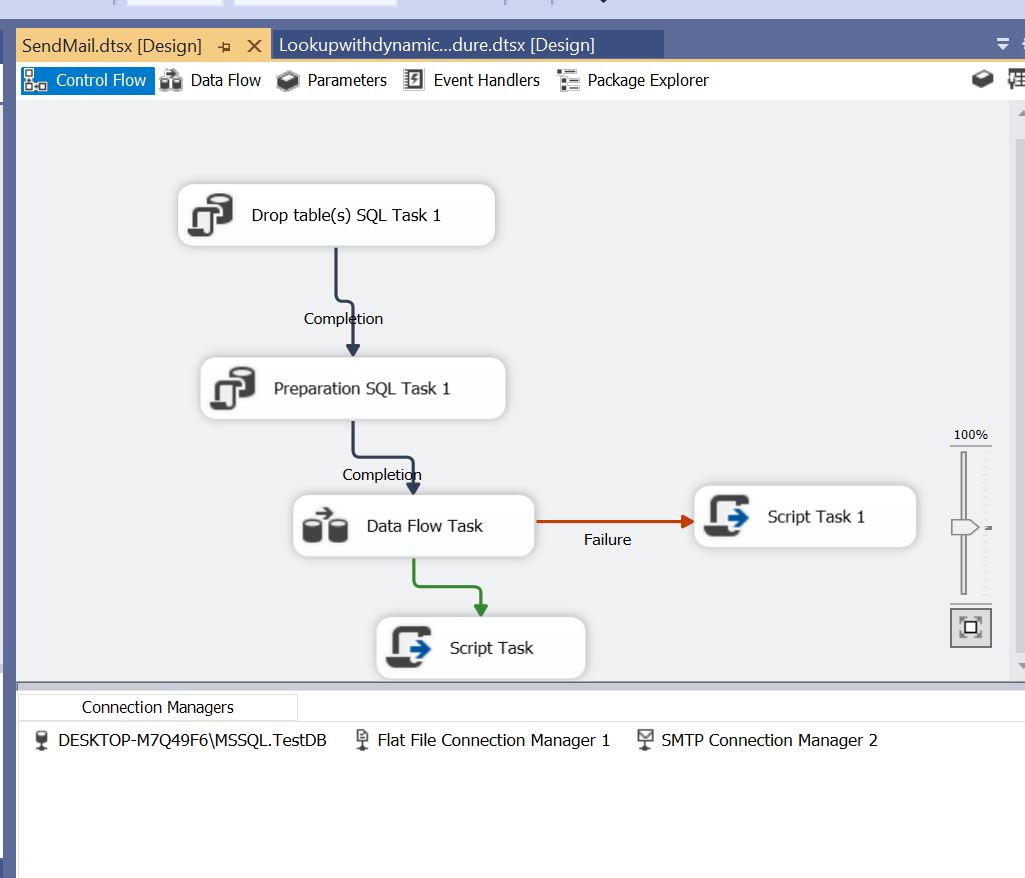 SendMail.dtsx [Design] Lookupwithdynamic...dure.dtsx [Design]
Control Flow Data Flow Parameters Event Handlers Package Explorer
Drop table(s) SQL Task 1
Completion
Preparation SQL Task 1
100%
Completion
Data Flow Task
Failure
Script Task 1
Script Task
Connection Managers
DESKTOP-M7Q49F6\MSSQL.TestDB Flat File Connection Manager 1 SMTP Connection Manager 2